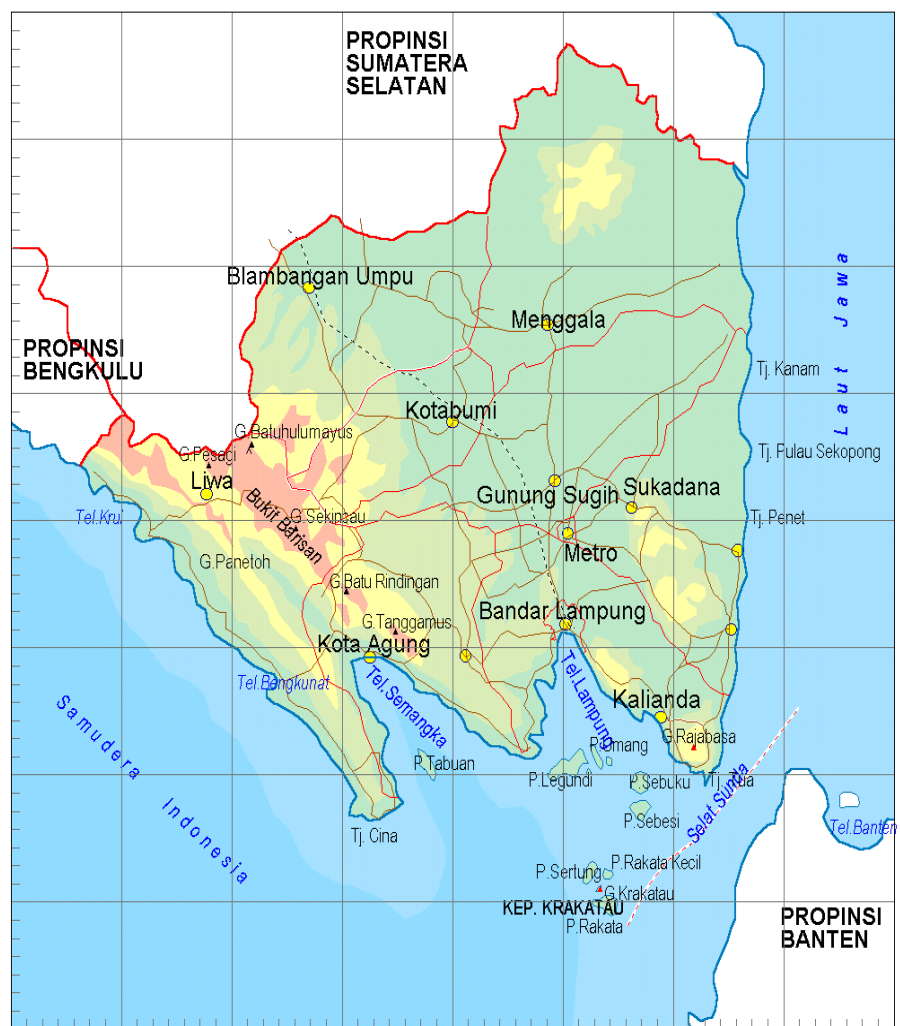 PROPINSI
SUMATERA
SELATAN
Blambangan Umpu
Laut Jawa
Menggala
PROPINSI
BENGKULU
Tj. Kanam
Kotabumi
G.Batuhulumayus
G.Pesagi
Tj. Pulau Sekopong
Liwa
Gunung Sugih
Sukadana
Bukit Barisan
Tel.Krui
G.Sekincau
Tj. Penet
Metro
G.Panetoh
G.Batu Rindingan
Bandar Lampung
G.Tanggamus
Kota Agung
Tel.Bengkunat
Tel.Semangka
Tel.Lampung
Kalianda
Samudera Indonesia
G.Rajabasa
P.Tabuan
P.Legundi
P.Sebuku
Tj. Tua
Selat Sunda
P.Sebesi
Tj. Cina
Tel.Banten
P.Rakata Kecil
P.Sertung
G.Krakatau
KEP. KRAKATAU
P.Rakata
PROPINSI
BANTEN